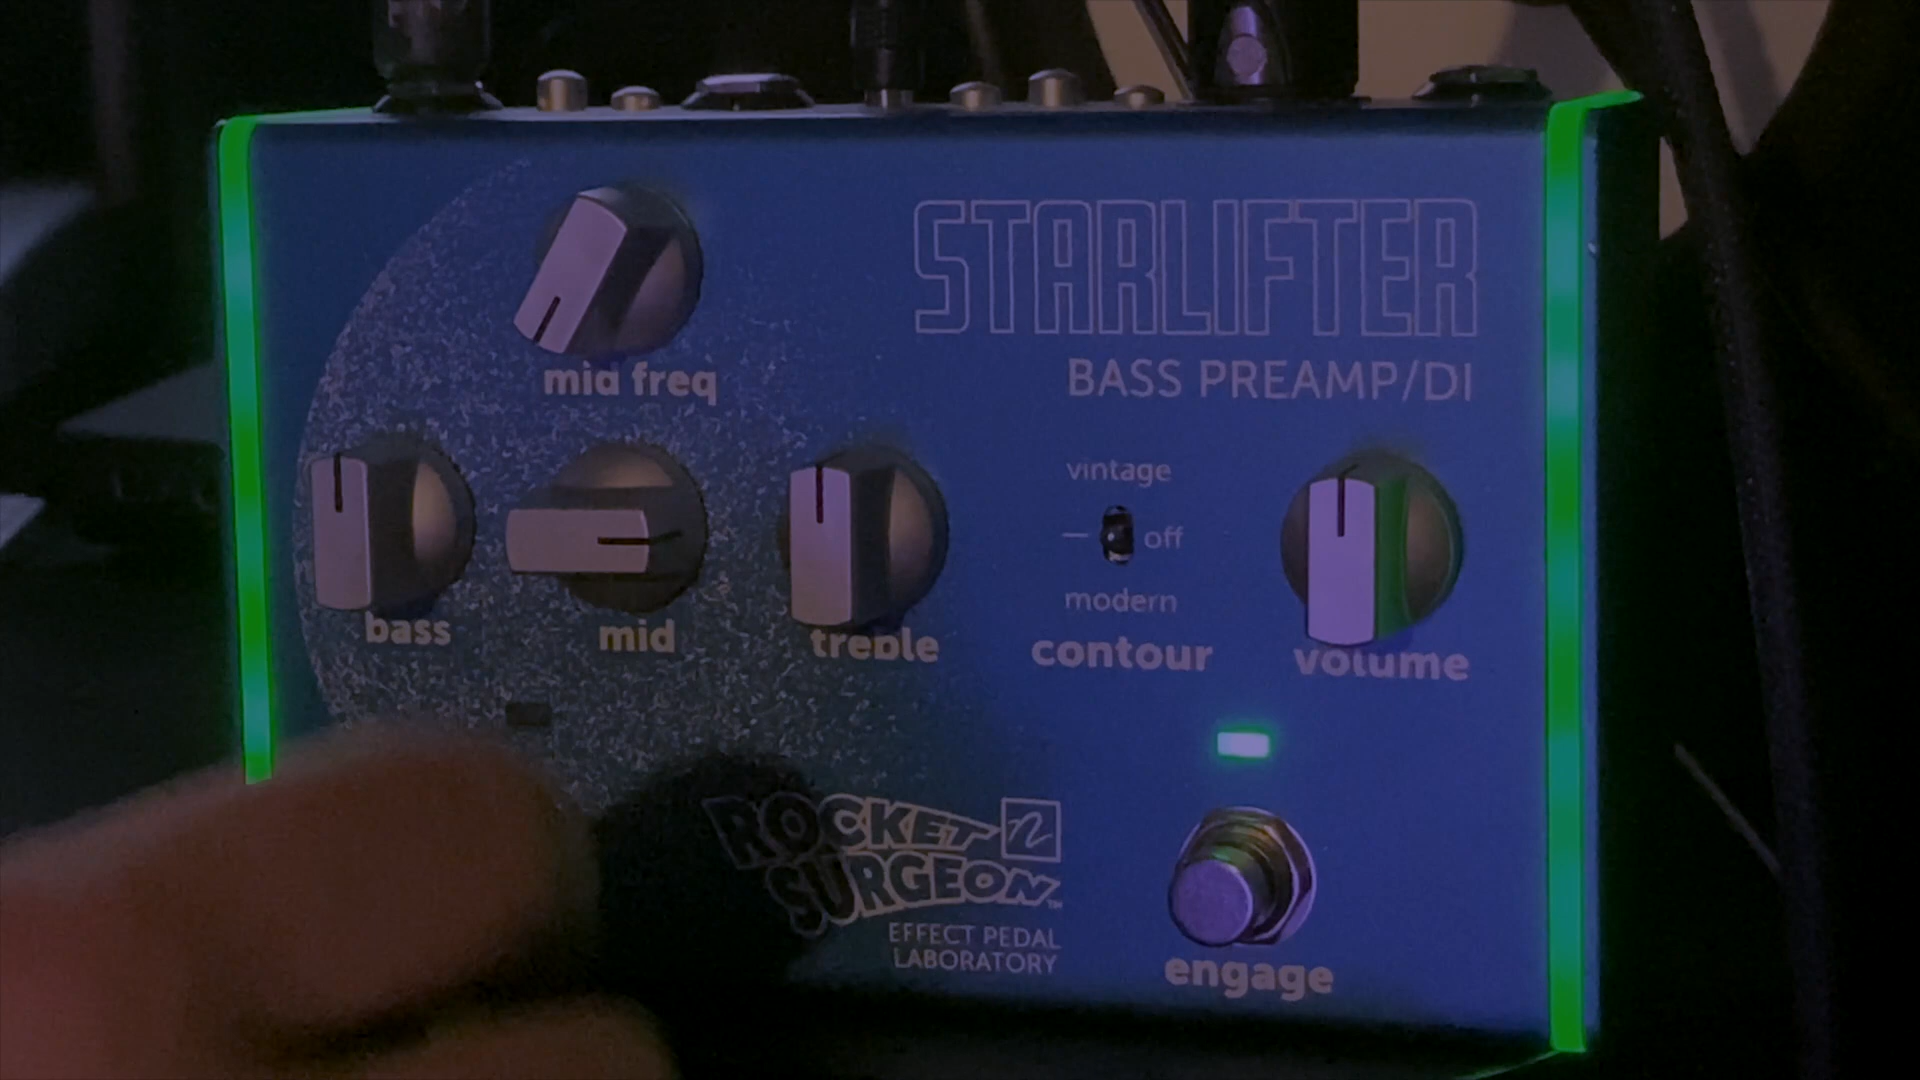 STARLIFTER
BASS PREAMP/DI
mid freq
vintage
off
modern
bass
mid
treble
contour
volume
ROCKET
SURGEON™
EFFECT PEDAL
LABORATORY
engage